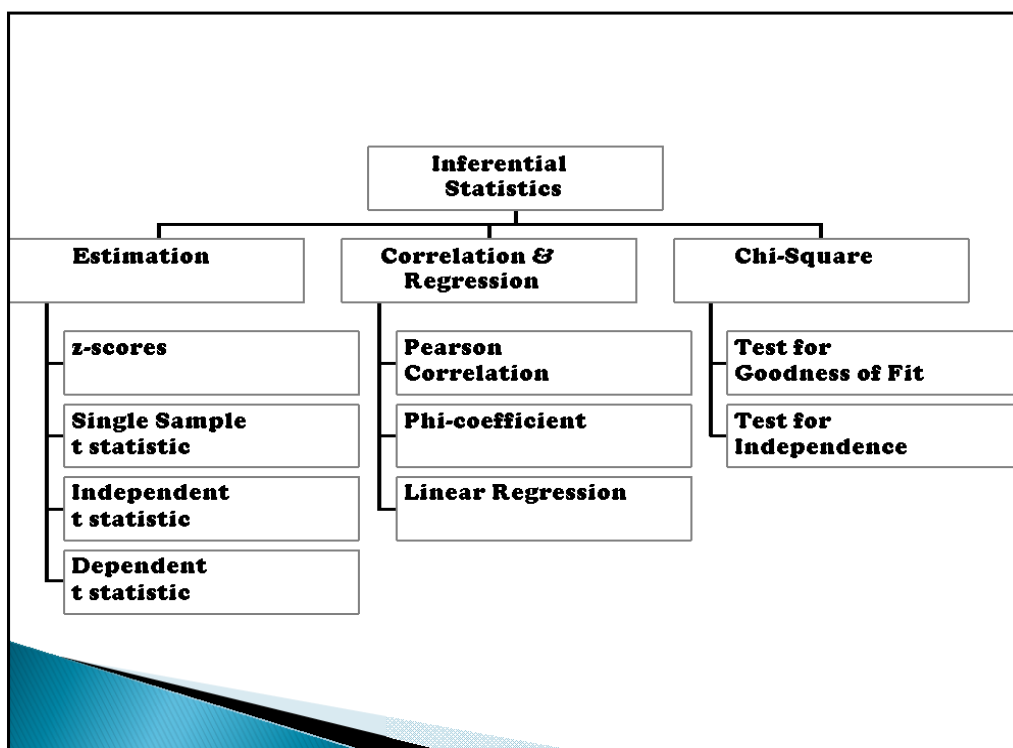 Inferential
Statistics
Estimation
z-scores
Single Sample
t statistic
Independent
t statistic
Dependent
t statistic
Correlation &
Regression
Pearson
Correlation
Phi-coefficient
Linear Regression
Chi-Square
Test for
Goodness of Fit
Test for
Independence